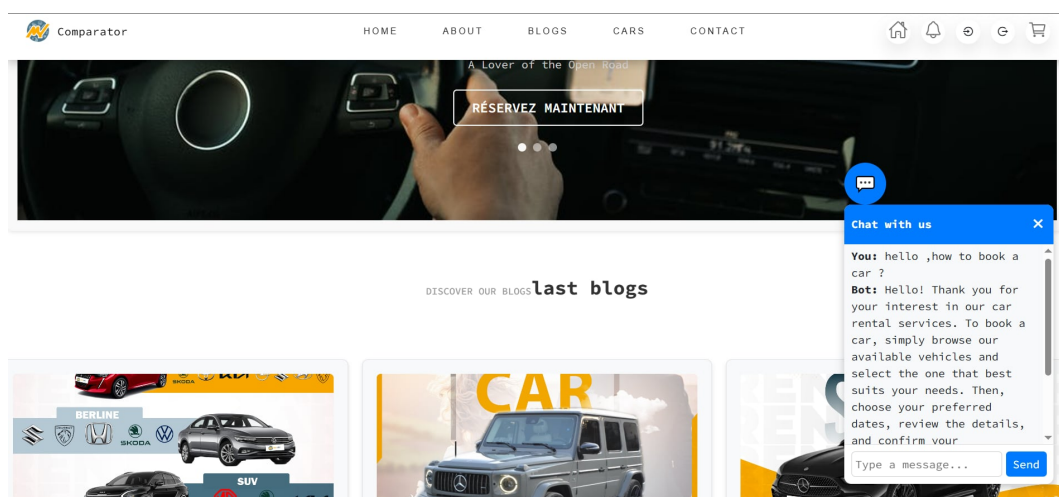 Comparator
HOME
ABOUT
BLOGS
CARS
CONTACT
A Lover of the Open Road
RÉSERVEZ MAINTENANT
DISCOVER OUR BLOGS last blogs
SKODA
BERLINE
SKODA
SUV
CAR
Chat with us
You: hello ,how to book a
car ?
Bot: Hello! Thank you for
your interest in our car
rental services. To book a
car, simply browse our
available vehicles and
select the one that best
suits your needs. Then,
choose your preferred
dates, review the details,
and confirm your
Type a message...
Send